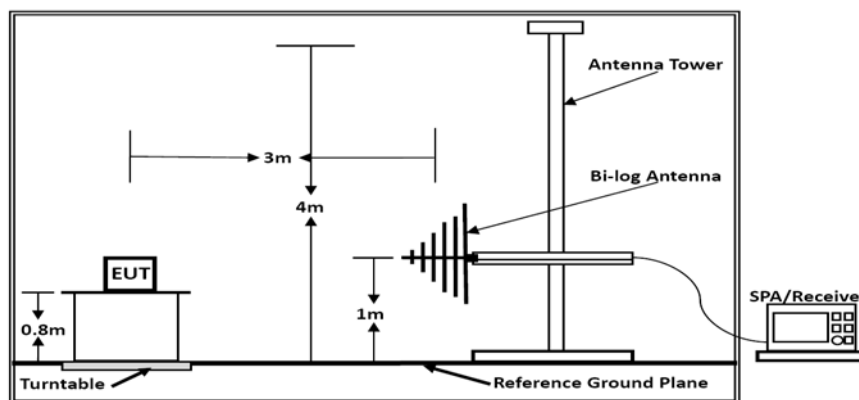 Antenna Tower
3m
Bi-log Antenna
4m
EUT
SPA/Receive
0.8m
1m
Turntable
Reference Ground Plane